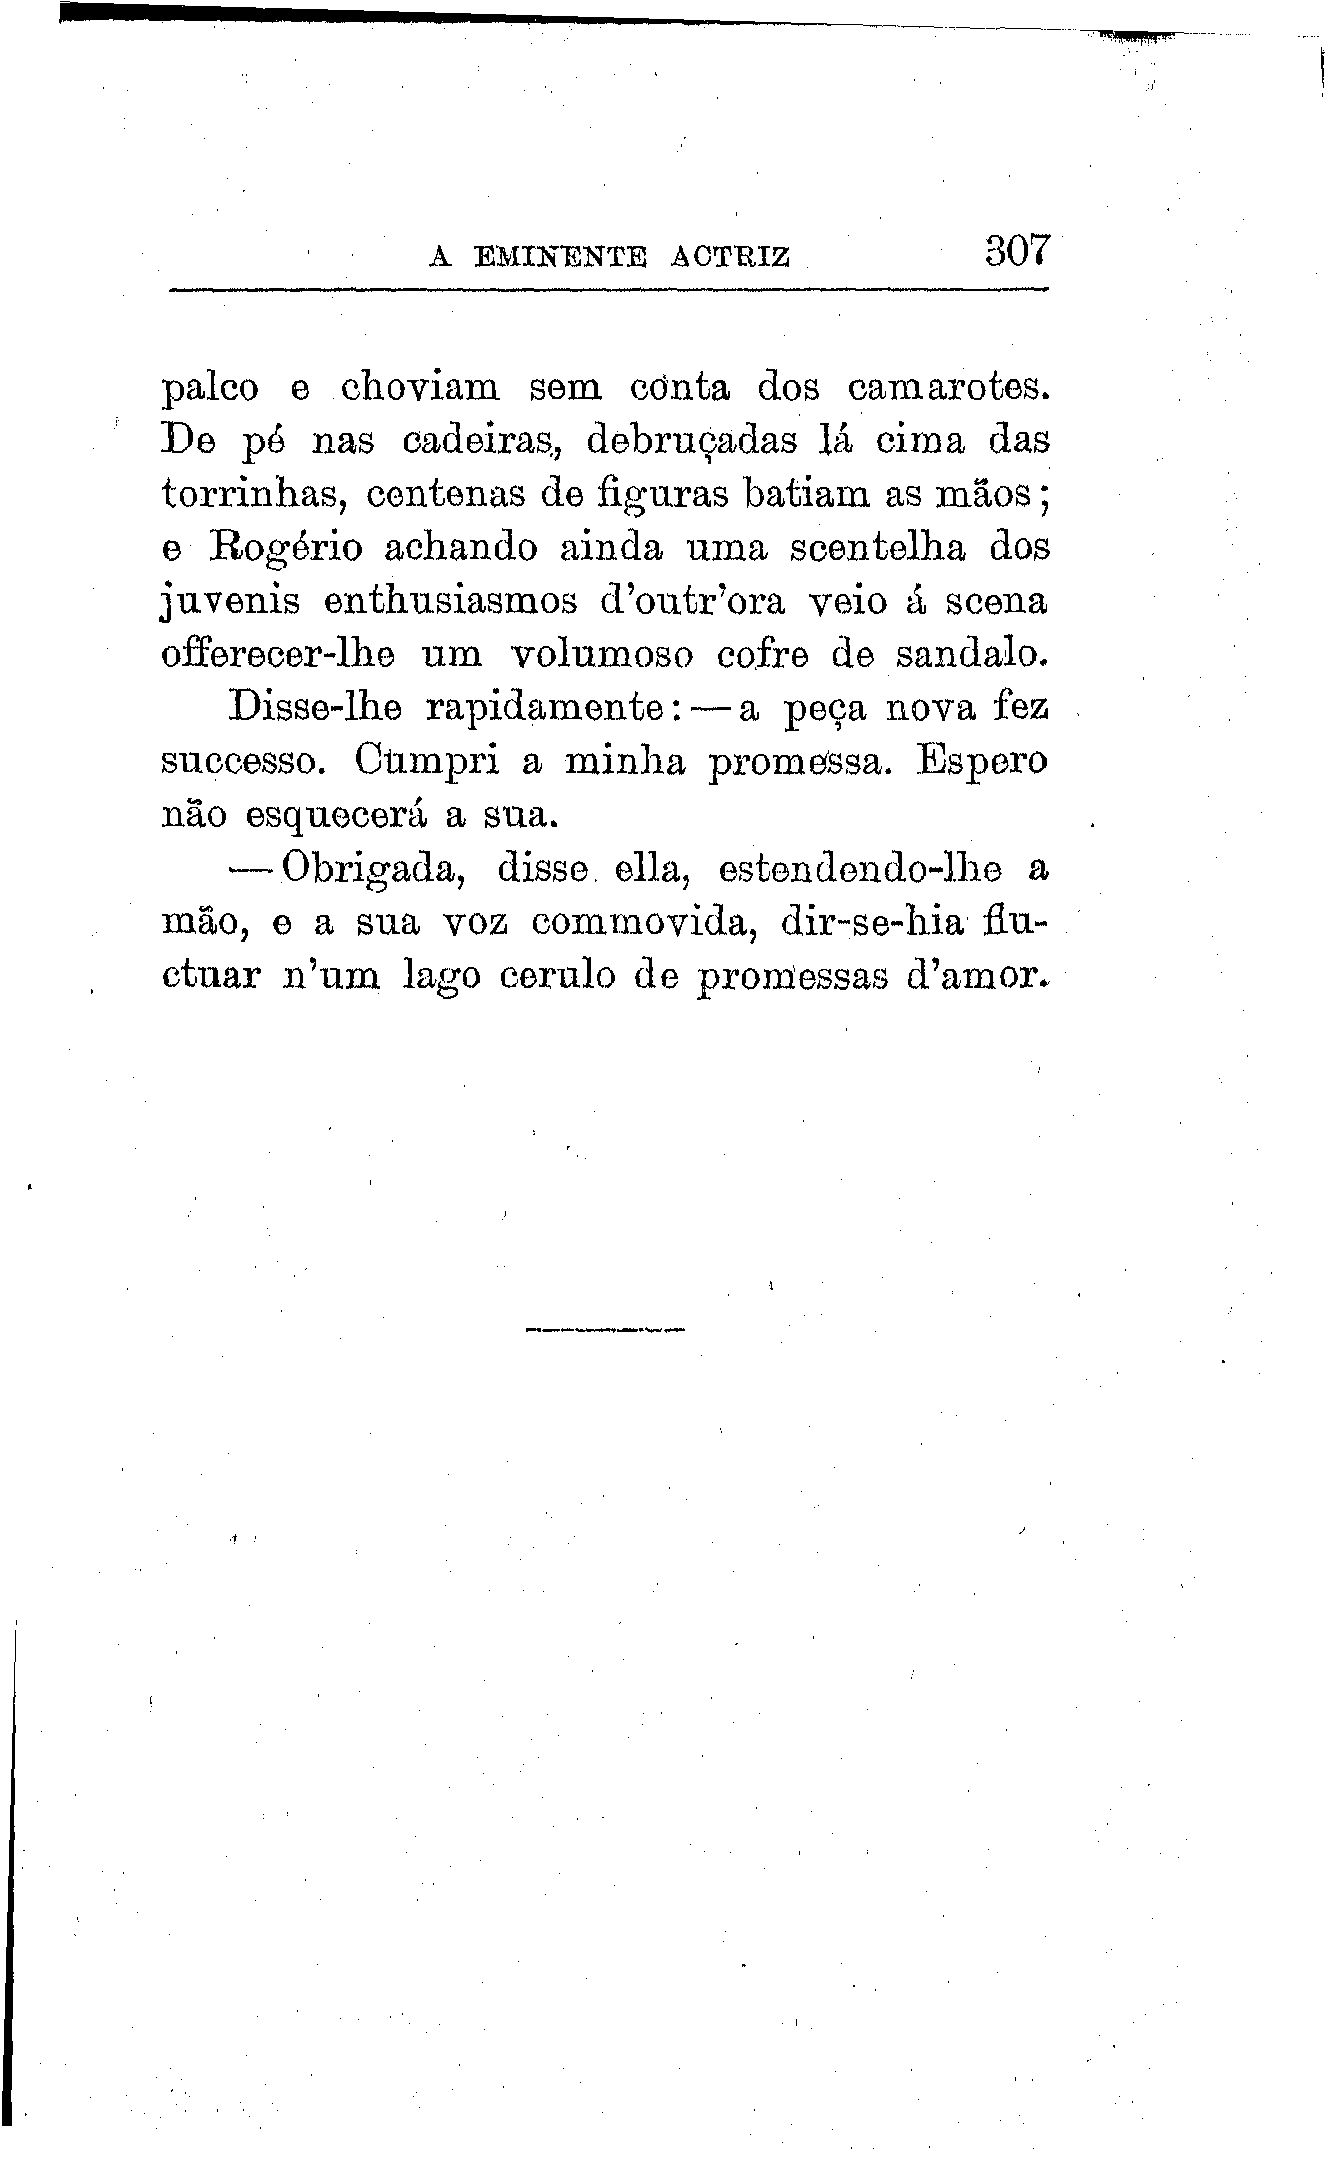 A EMINENTE ACTRIZ 307
palco e choviam sem conta dos camarotes.
De pé nas cadeiras, debruçadas lá cima das
torrinhas, centenas de figuras batiam as mãos;
e Rogério achando ainda uma scentelha dos
juvenis enthusiasmos d'outr'ora veio á scena
offerecer-lhe um volumoso cofre de sandalo.
Disse-lhe rapidamente: — a peça nova fez
successo. Cumpri a minha promessa. Espero
não esquecerá a sua.
— Obrigada, disse ella, estendendo-lhe a
mão, e a sua voz commovida, dir-se-hia flu-
ctuar n'um lago cerulo de promessas d'amor.